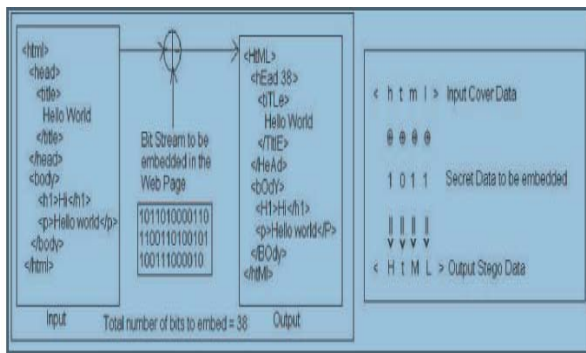 <html>
<head>
<title>
Hello World
</title>
</head>
<body>
<h1>Hi</h1>
<p>Hello world</p>
</body>
</html>
Input
Bit Stream to be
embedded in the
Web Page
1011010000110
1100110100101
100111000010
Total number of bits to embed = 38
<HtML>
<hEad 38>
<tiTLe>
Hello World
</TItlE>
</HeAd>
<bOdY>
<H1>Hi</h1>
<p>Hello world</P>
</BOdy>
</htMl>
Output
< h t m l > Input Cover Data
⊕ ⊕ ⊕ ⊕
1 0 1 1 Secret Data to be embedded
< H t M L > Output Stego Data